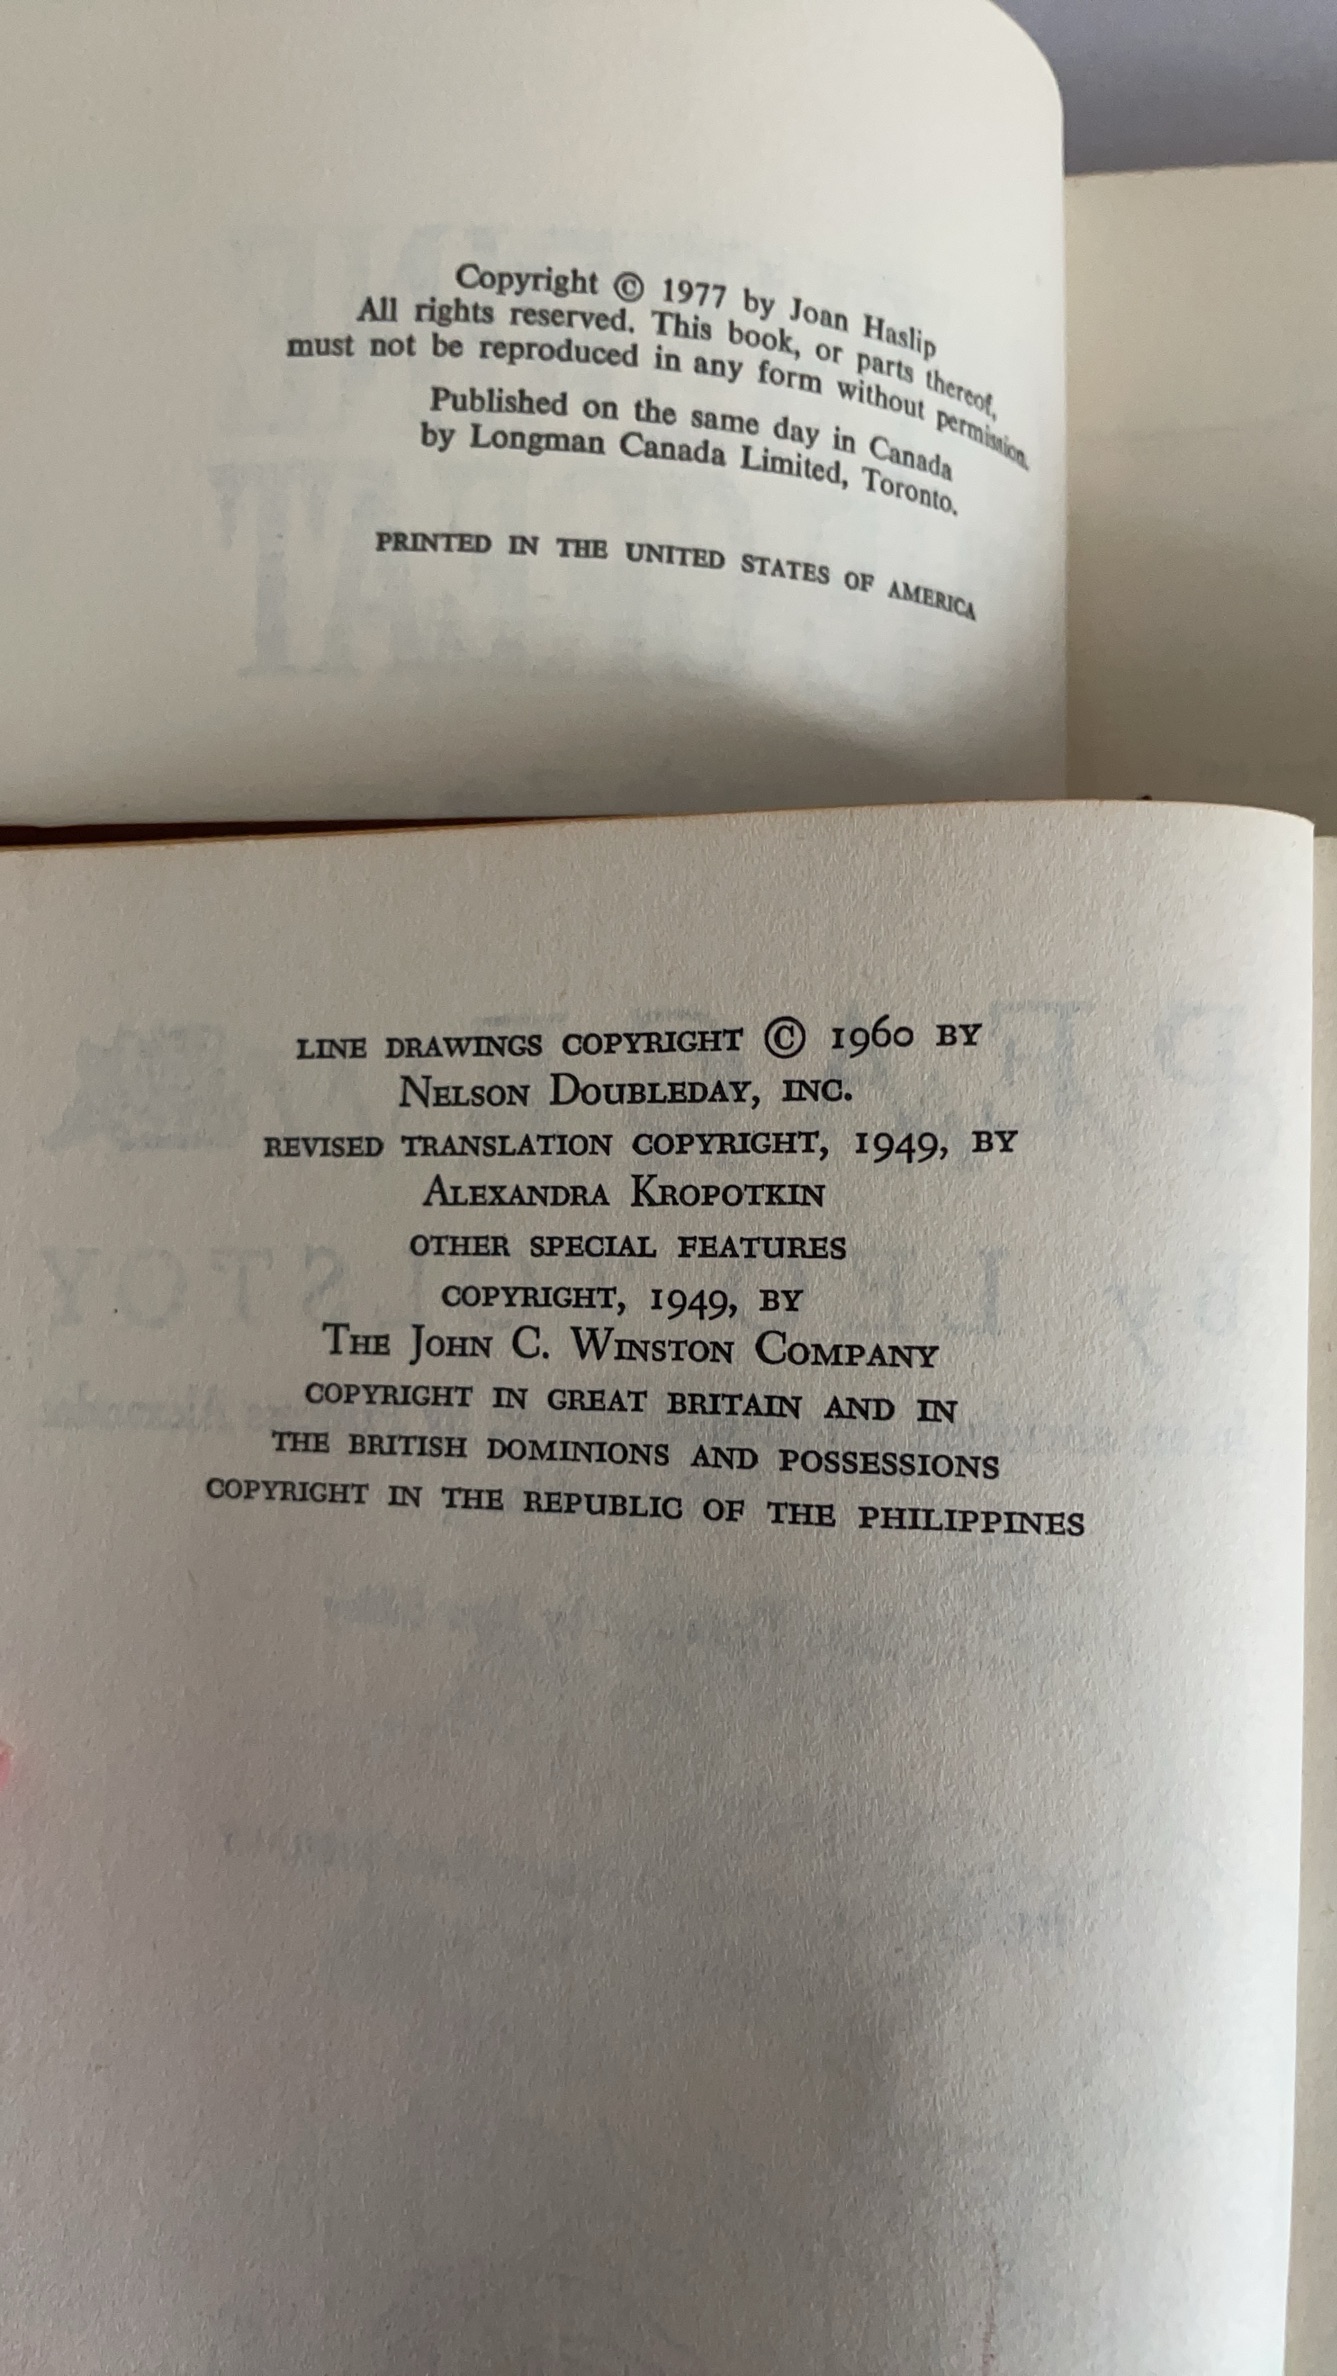 Copyright © 1977 by Joan Haslip
All rights reserved. This book, or parts thereof,
must not be reproduced in any form without permission.
Published on the same day in Canada
by Longman Canada Limited, Toronto.
PRINTED IN THE UNITED STATES OF AMERICA
LINE DRAWINGS COPYRIGHT © 1960 BY
NELSON DOUBLEDAY, INC.
REVISED TRANSLATION COPYRIGHT, 1949, BY
ALEXANDRA KROPOTKIN
OTHER SPECIAL FEATURES
COPYRIGHT, 1949, BY
THE JOHN C. WINSTON COMPANY
COPYRIGHT IN GREAT BRITAIN AND IN
THE BRITISH DOMINIONS AND POSSESSIONS
COPYRIGHT IN THE REPUBLIC OF THE PHILIPPINES